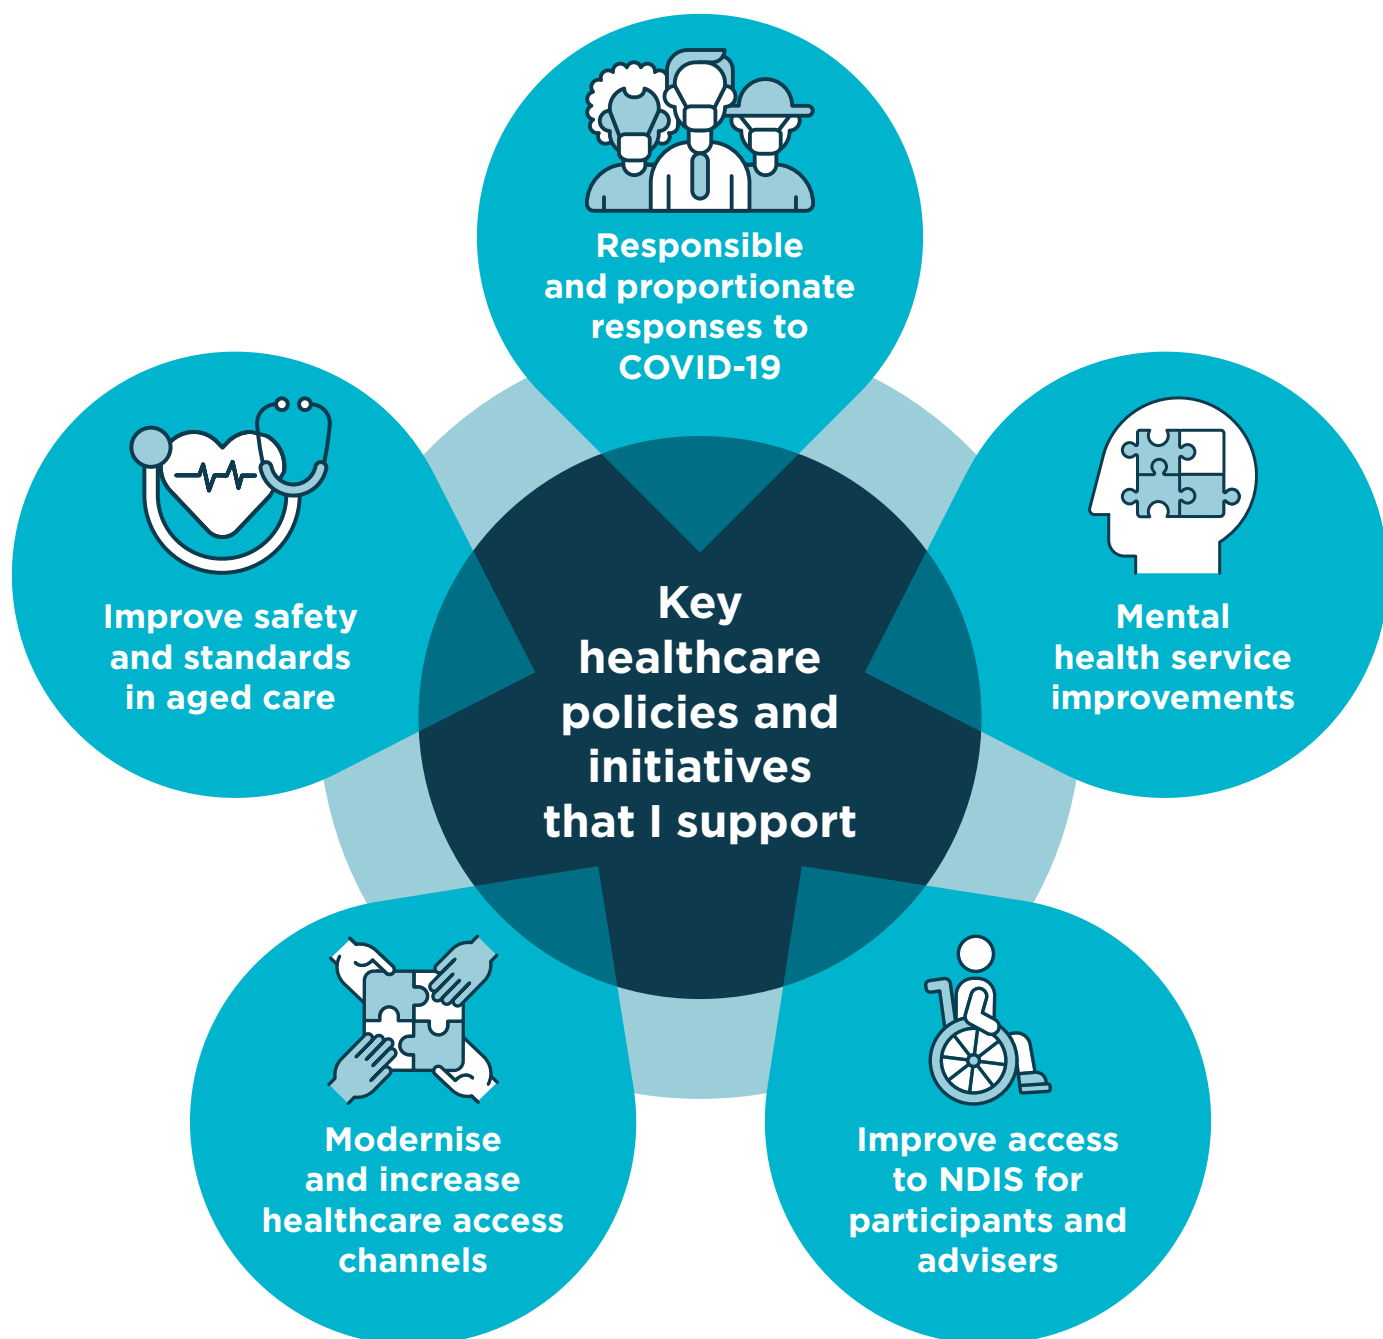 Responsible
and proportionate
responses to
COVID-19
Improve safety
and standards
in aged care
Key
healthcare
policies and
initiatives
that I support
Mental
health service
improvements
Modernise
and increase
healthcare access
channels
Improve access
to NDIS for
participants and
advisers